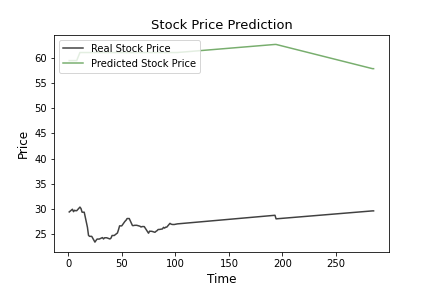 Stock Price Prediction
Real Stock Price
Predicted Stock Price
Price
60
55
50
45
40
35
30
25
0 50 100 150 200 250
Time